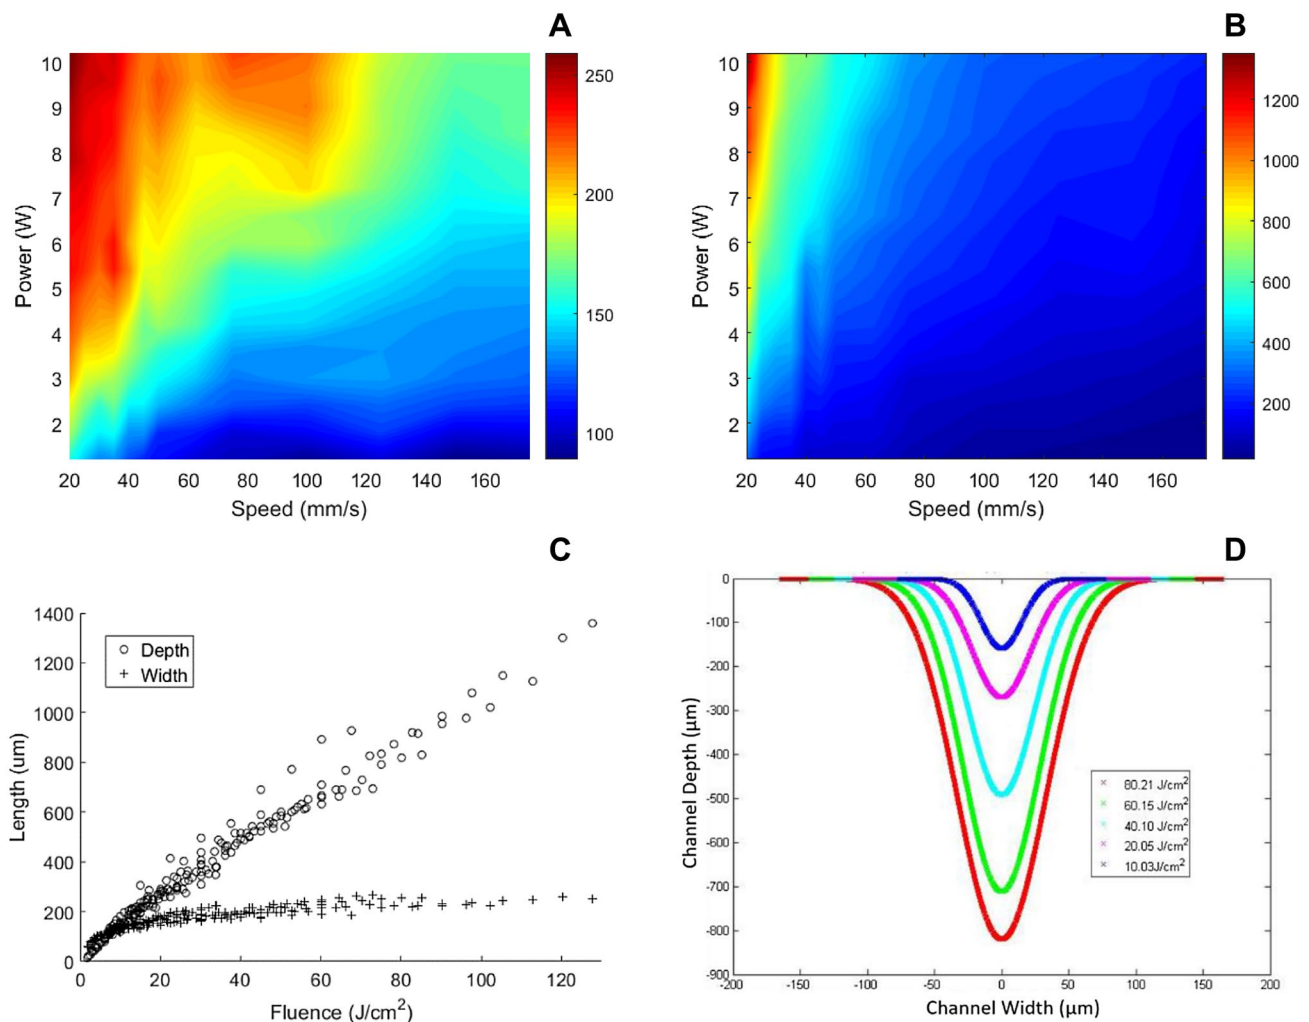 A
10
9
8
7
6
5
4
3
2
20 40 60 80 100 120 140 160
Power (W)
Speed (mm/s)
250
200
150
100
B
10
9
8
7
6
5
4
3
2
20 40 60 80 100 120 140 160
Power (W)
Speed (mm/s)
1200
1000
800
600
400
200
C
1400
1200
1000
800
600
400
200
0
0 20 40 60 80 100 120
Length (um)
Fluence (J/cm²)
Depth
Width
D
0
-100
-200
-300
-400
-500
-600
-700
-800
-900
-200 -150 -100 -50 0 50 100 150 200
Channel Depth (µm)
Channel Width (µm)
80.21 J/cm²
60.15 J/cm²
40.10 J/cm²
20.05 J/cm²
10.03J/cm²